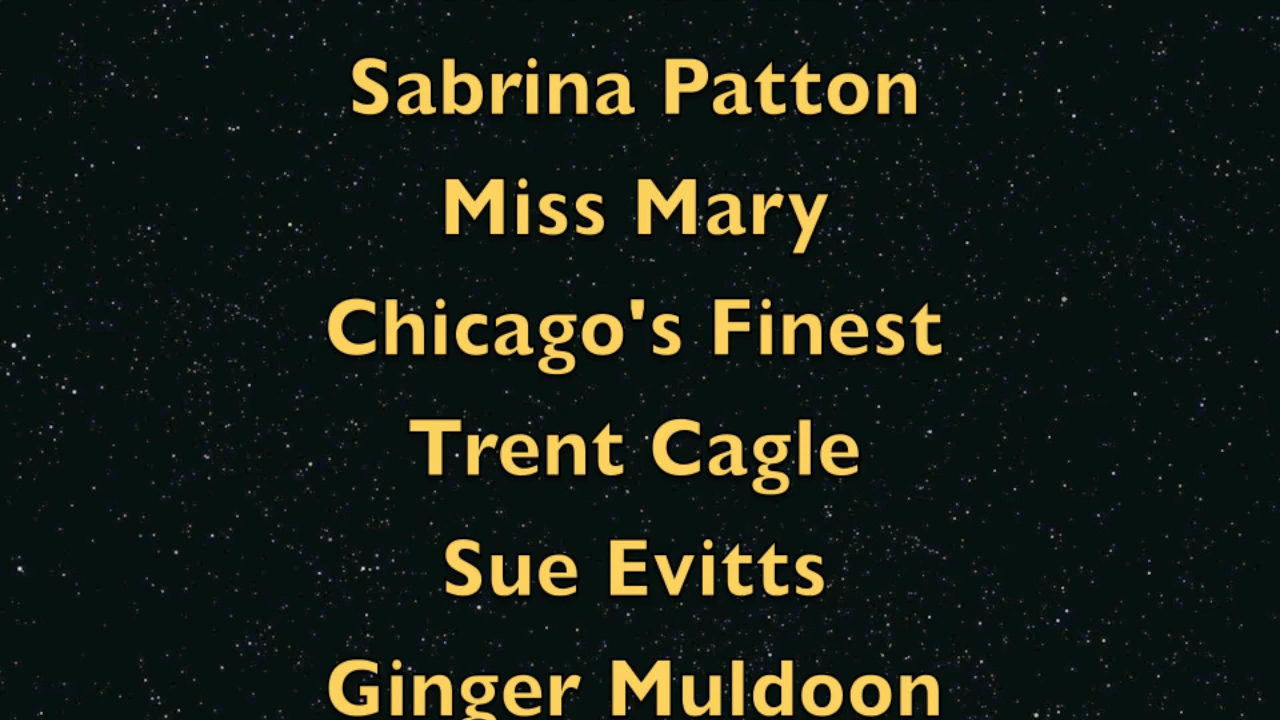 Sabrina Patton
Miss Mary
Chicago's Finest
Trent Cagle
Sue Evitts
Ginger Muldoon